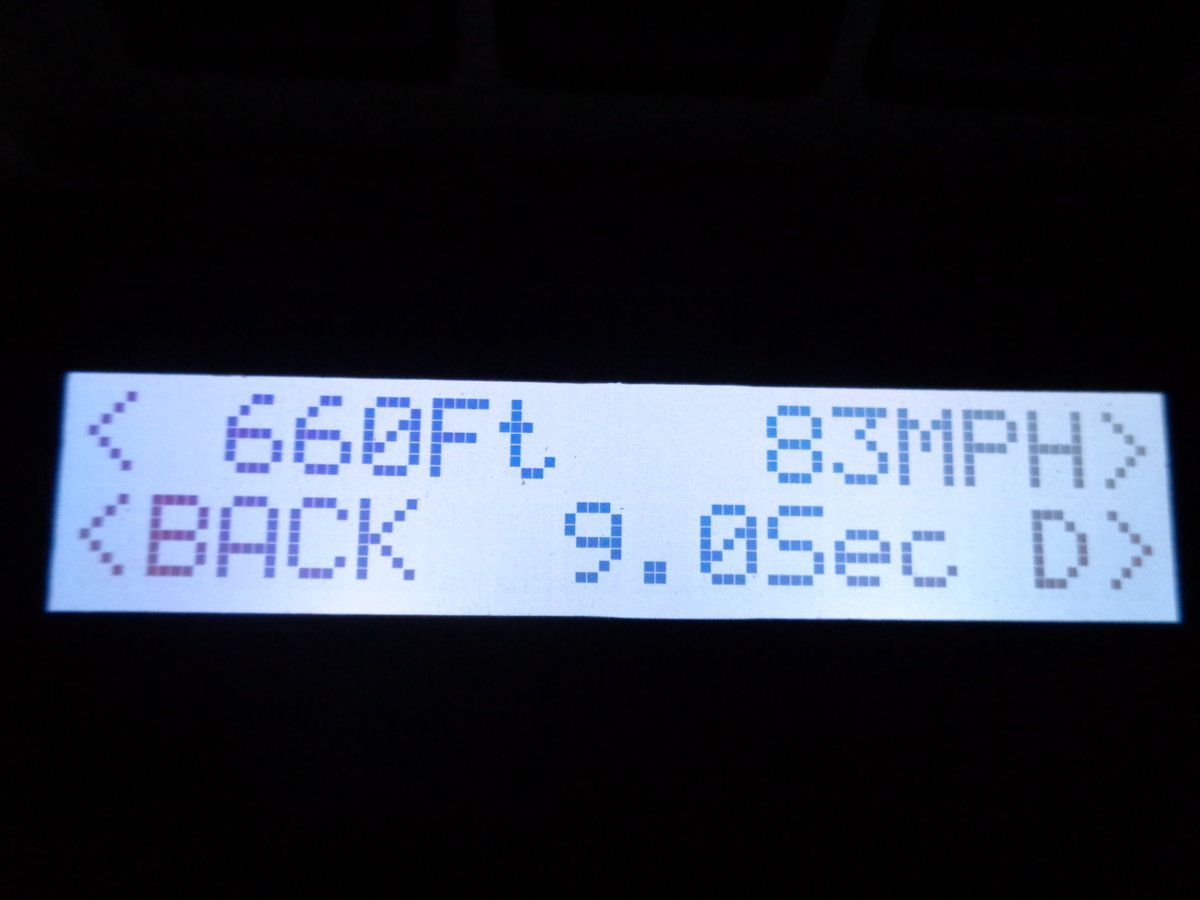 < 660Ft 83MPH>
<BACK 9.0Sec D>